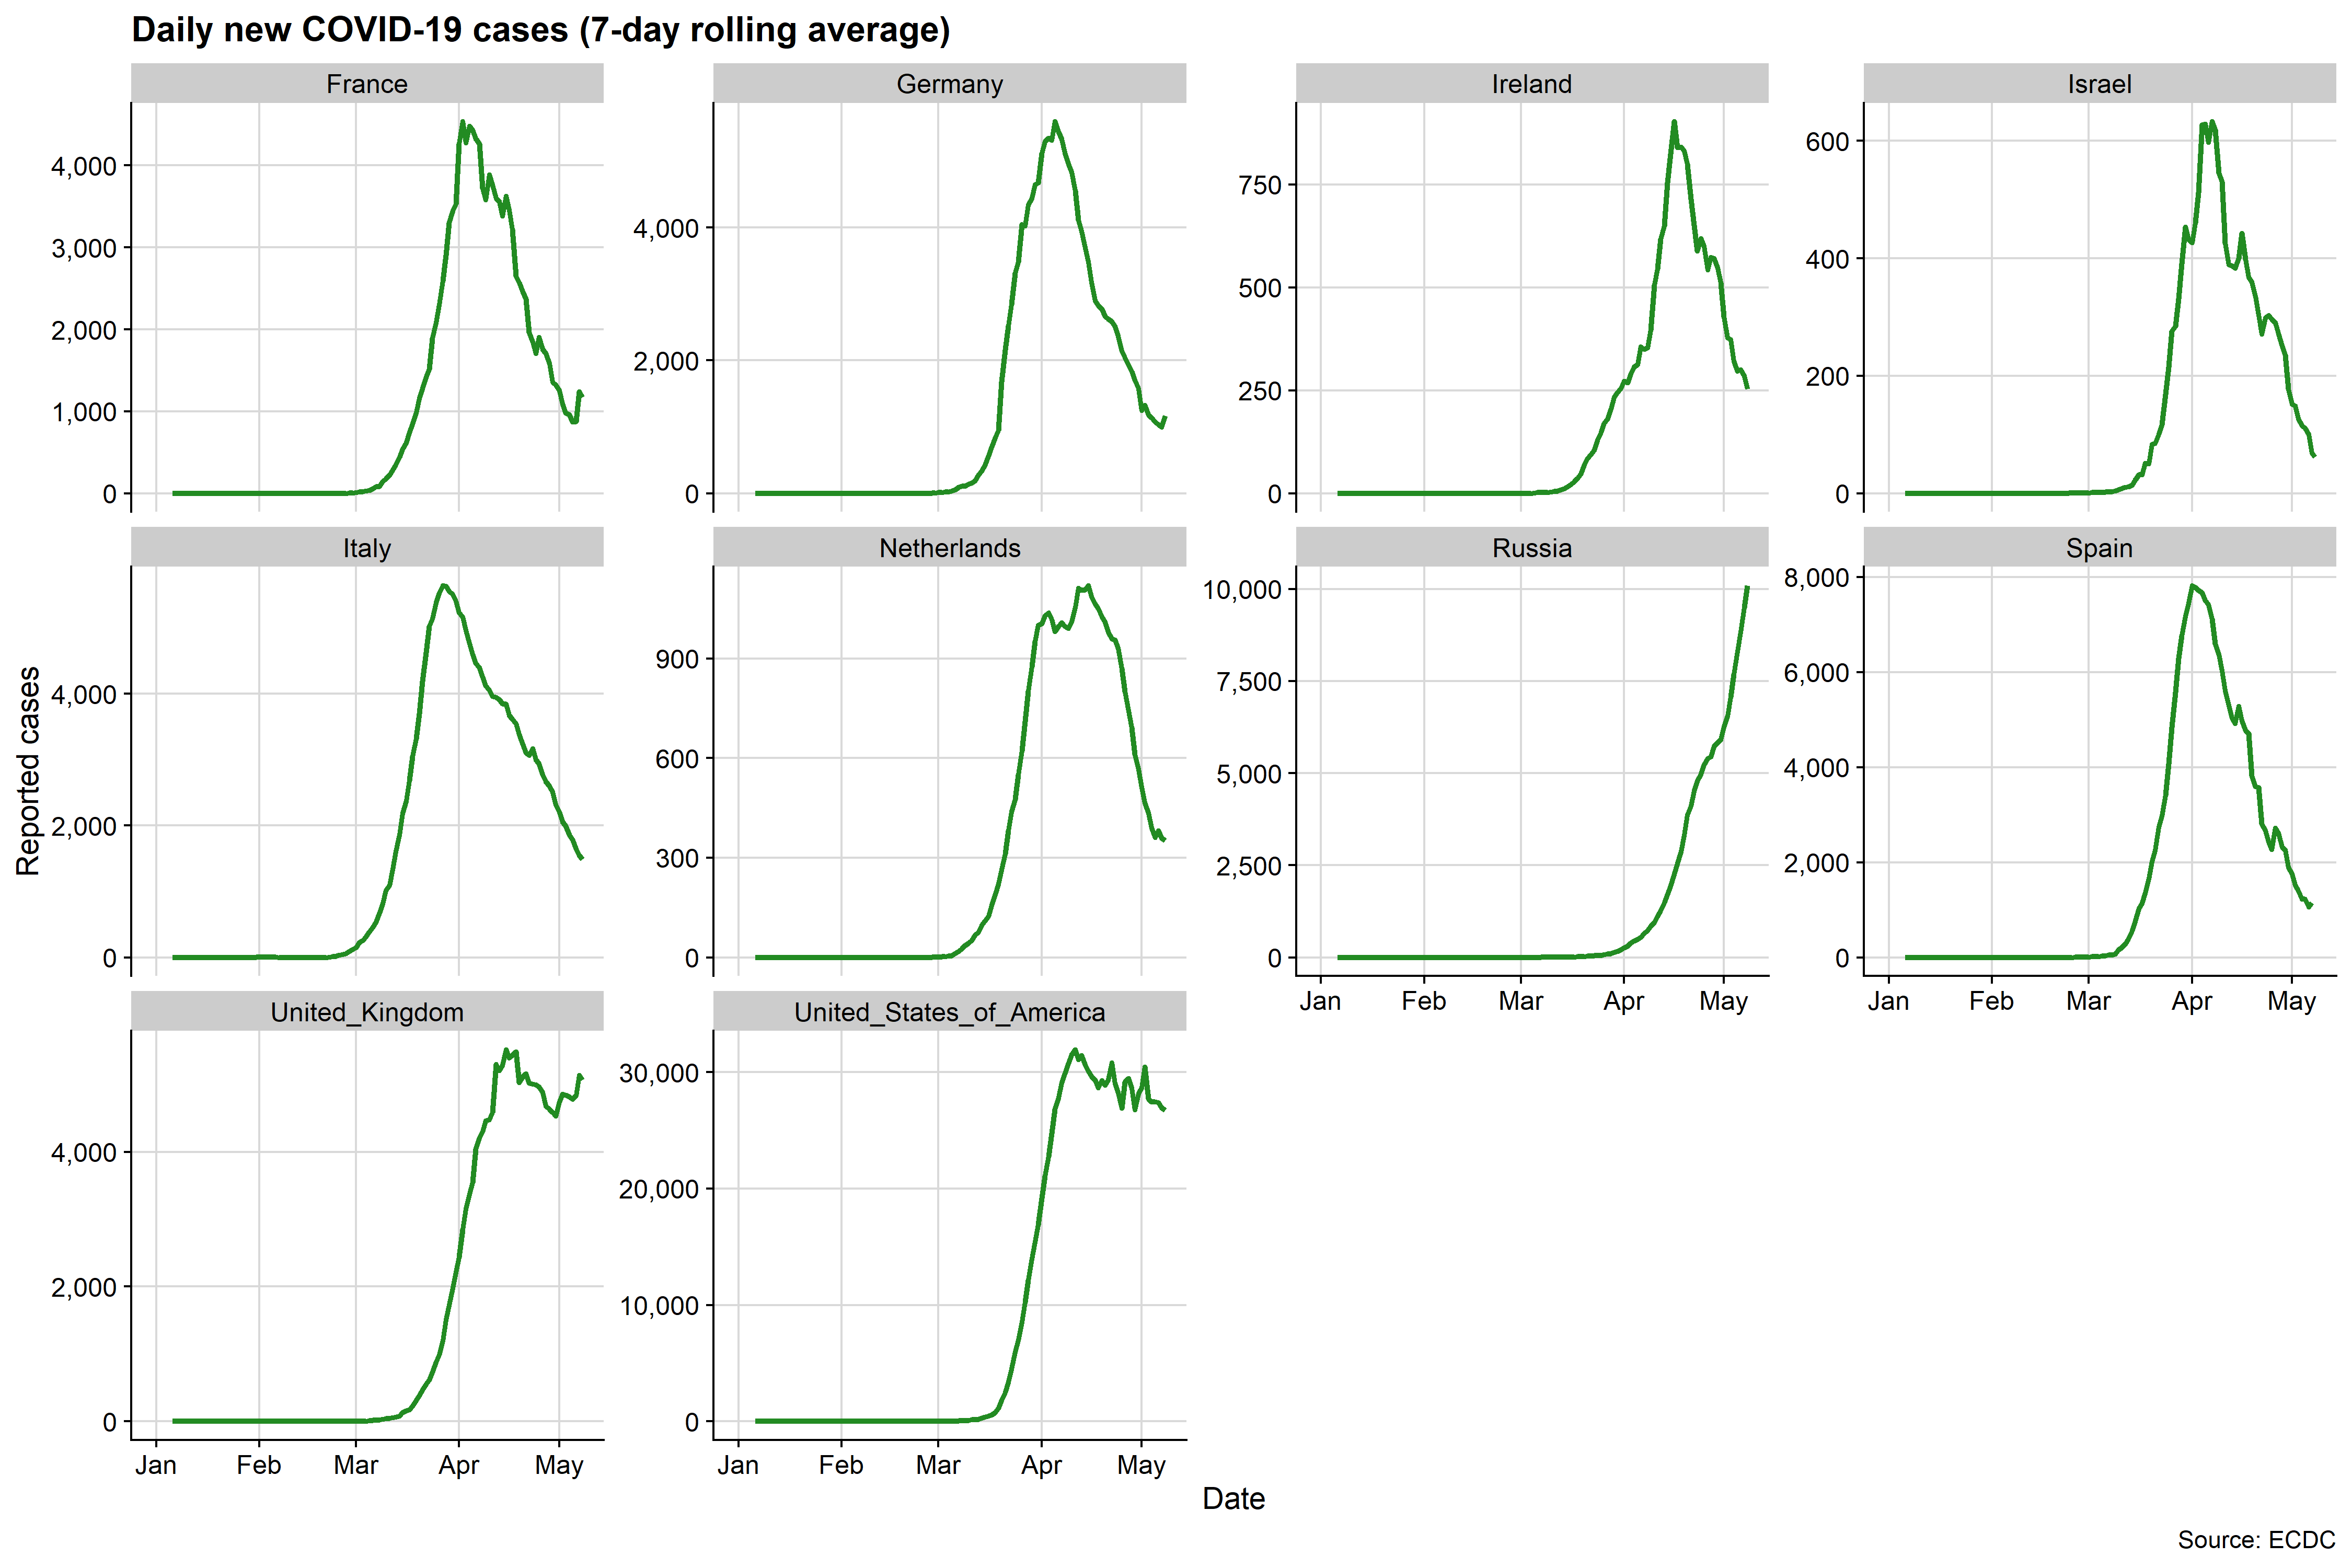 Daily new COVID-19 cases (7-day rolling average)
France
Germany
Ireland
Israel
4,000
3,000
2,000
1,000
0
4,000
2,000
0
750
500
250
0
600
400
200
0
Italy
Netherlands
Russia
Spain
4,000
2,000
0
900
600
300
0
10,000
7,500
5,000
2,500
0
8,000
6,000
4,000
2,000
0
Jan Feb Mar Apr May
Jan Feb Mar Apr May
United_Kingdom
United_States_of_America
4,000
2,000
0
30,000
20,000
10,000
0
Jan Feb Mar Apr May
Jan Feb Mar Apr May
Reported cases
Date
Source: ECDC